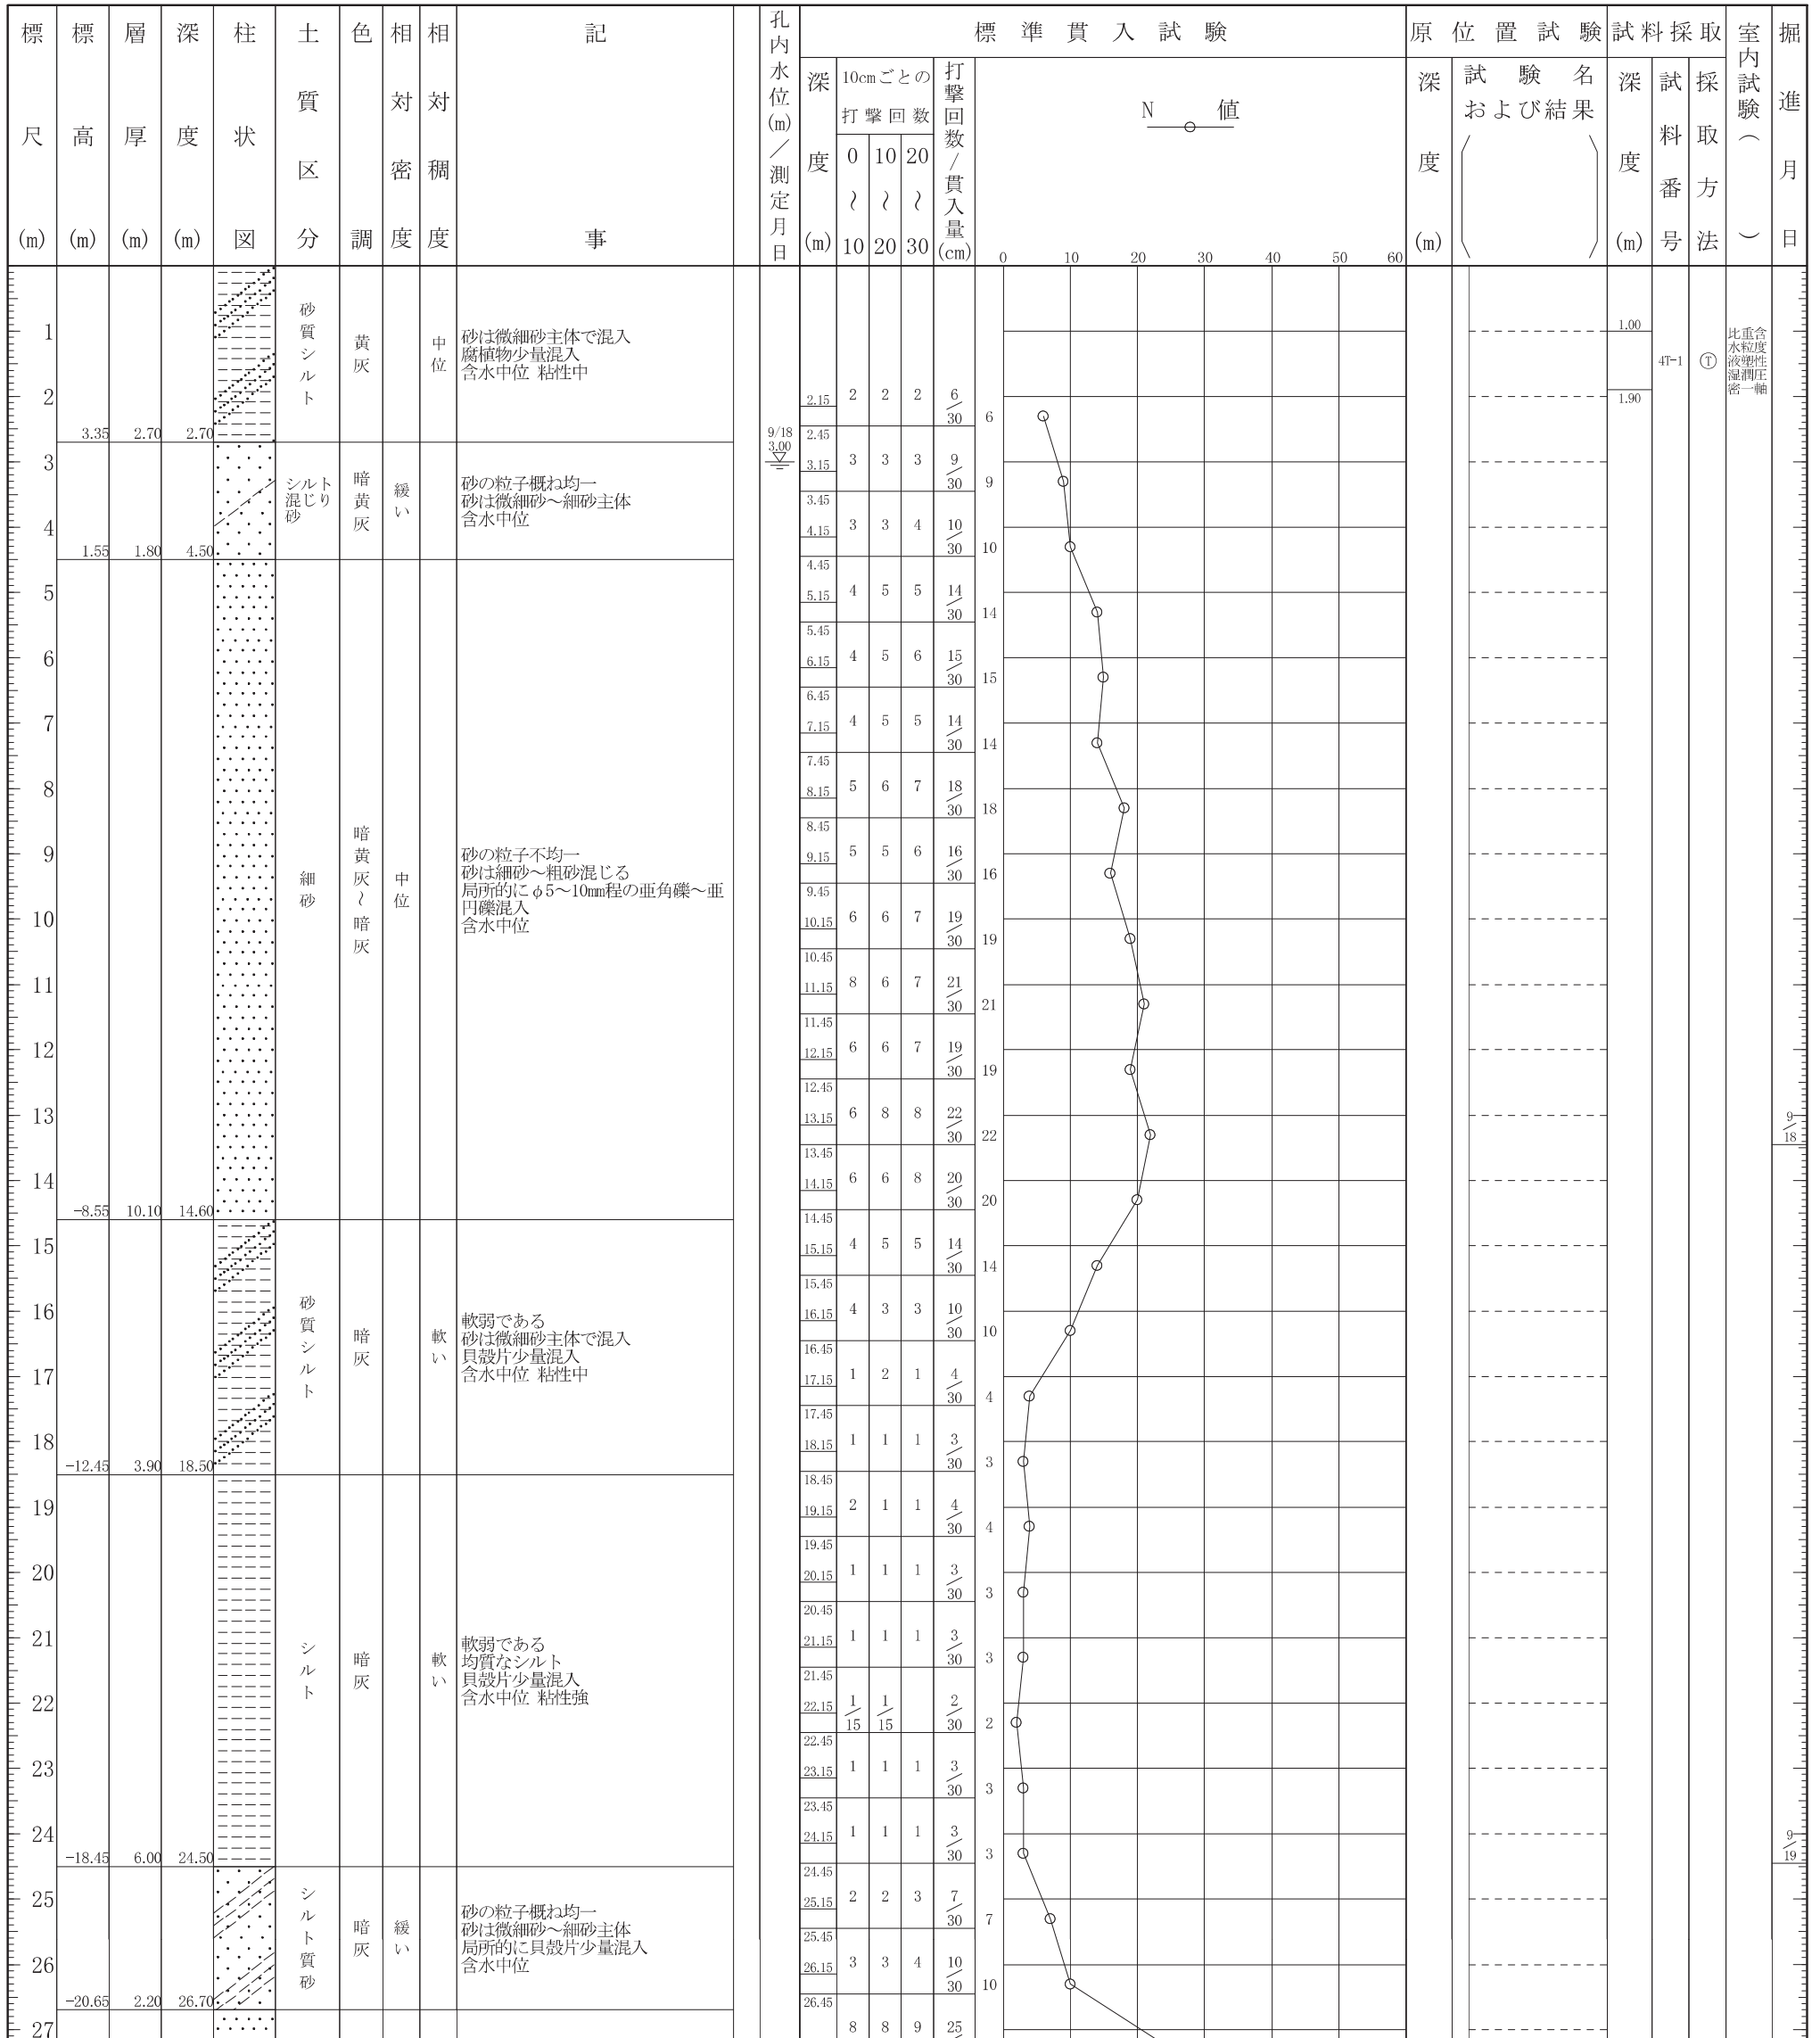 標尺(m) 標高(m) 層厚(m) 深度(m) 柱状図 土質区分 色調 相対密度 相対稠度 記事 孔内水位(m)／測定月日 標準貫入試験 原位置試験 試料採取 室内試験( ) 掘進月日
深度(m) 10cmごとの打撃回数 打撃回数/貫入量(cm) N 値 深度(m) 試験名および結果 深度(m) 試料番号 採取方法
0～10 10～20 20～30 0 10 20 30 40 50 60
1
2
3.35 2.70 2.70
砂質シルト
黄灰
中位
砂は微細砂主体で混入
腐植物少量混入
含水中位 粘性中
9/18
3.00
1.00
1.90
4T-1
Ⓣ
比重含
水粒度
液塑性
湿潤圧
密一軸
2.15 2 2 2 6/30 6
2.45
3
4
1.55 1.80 4.50
シルト
混じり
砂
暗黄灰
緩い
砂の粒子概ね均一
砂は微細砂～細砂主体
含水中位
3.15 3 3 3 9/30 9
3.45
4.15 3 3 4 10/30 10
4.45
5
6
7
8
9
10
11
12
13
14
-8.55 10.10 14.60
細砂
暗黄灰～暗灰
中位
砂の粒子不均一
砂は細砂～粗砂混じる
局所的にφ5～10mm程の亜角礫～亜
円礫混入
含水中位
5.15 4 5 5 14/30 14
5.45
6.15 4 5 6 15/30 15
6.45
7.15 4 5 5 14/30 14
7.45
8.15 5 6 7 18/30 18
8.45
9.15 5 5 6 16/30 16
9.45
10.15 6 6 7 19/30 19
10.45
11.15 8 6 7 21/30 21
11.45
12.15 6 6 7 19/30 19
12.45
13.15 6 8 8 22/30 22
13.45
9/18
14.15 6 6 8 20/30 20
14.45
15
16
17
18
-12.45 3.90 18.50
砂質シルト
暗灰
軟い
軟弱である
砂は微細砂主体で混入
貝殻片少量混入
含水中位 粘性中
15.15 4 5 5 14/30 14
15.45
16.15 4 3 3 10/30 10
16.45
17.15 1 2 1 4/30 4
17.45
18.15 1 1 1 3/30 3
18.45
19
20
21
22
23
24
-18.45 6.00 24.50
シルト
暗灰
軟い
軟弱である
均質なシルト
貝殻片少量混入
含水中位 粘性強
19.15 2 1 1 4/30 4
19.45
20.15 1 1 1 3/30 3
20.45
21.15 1 1 1 3/30 3
21.45
22.15 1/15 1/15 2/30 2
22.45
23.15 1 1 1 3/30 3
23.45
24.15 1 1 1 3/30 3
24.45
9/19
25
26
-20.65 2.20 26.70
シルト質砂
暗灰
緩い
砂の粒子概ね均一
砂は微細砂～細砂主体
局所的に貝殻片少量混入
含水中位
25.15 2 2 3 7/30 7
25.45
26.15 3 3 4 10/30 10
26.45
27
8 8 9 25